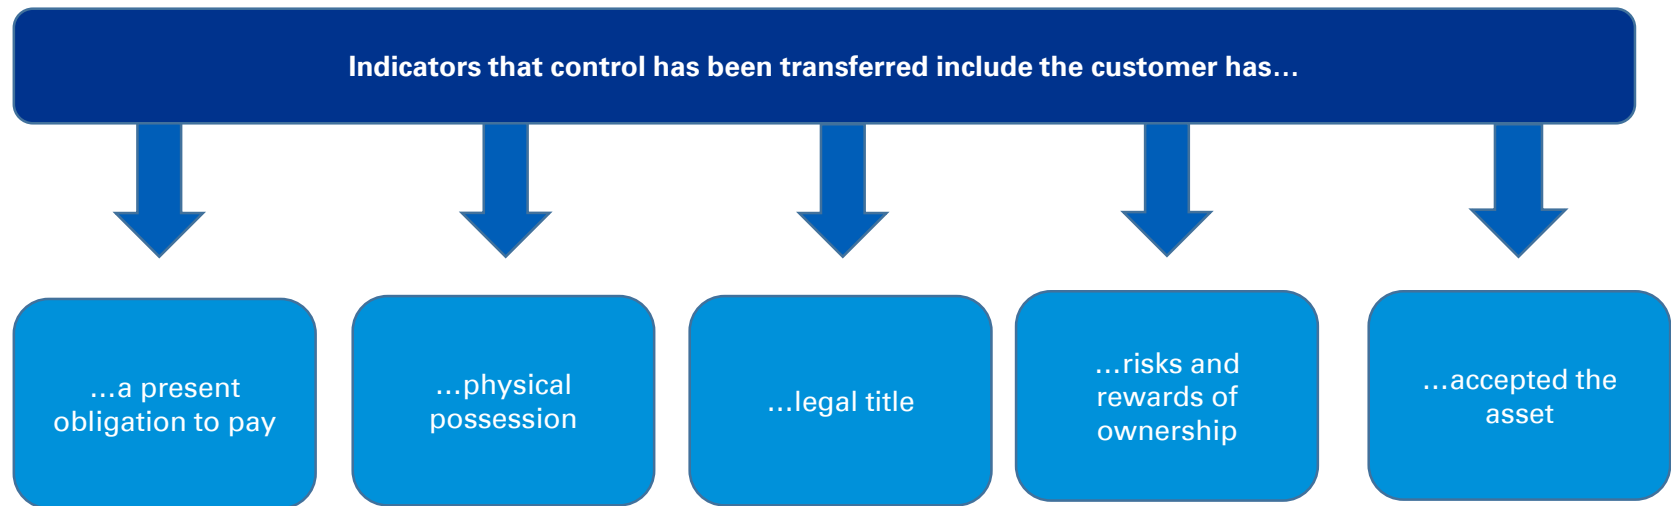 Indicators that control has been transferred include the customer has…
…a present
obligation to pay
…physical
possession
…legal title
…risks and
rewards of
ownership
…accepted the
asset